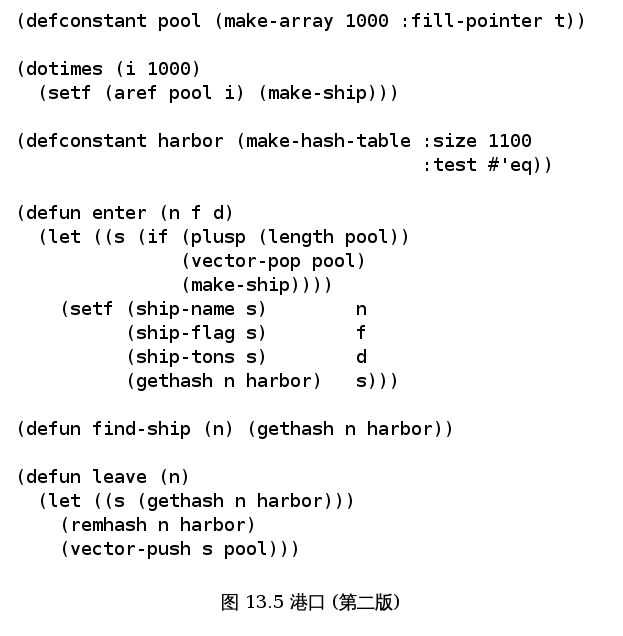 (defconstant pool (make-array 1000 :fill-pointer t))

(dotimes (i 1000)
  (setf (aref pool i) (make-ship)))

(defconstant harbor (make-hash-table :size 1100
                                     :test #'eq))

(defun enter (n f d)
  (let ((s (if (plusp (length pool))
               (vector-pop pool)
               (make-ship))))
    (setf (ship-name s)        n
          (ship-flag s)        f
          (ship-tons s)        d
          (gethash n harbor)   s)))

(defun find-ship (n) (gethash n harbor))

(defun leave (n)
  (let ((s (gethash n harbor)))
    (remhash n harbor)
    (vector-push s pool)))

图 13.5 港口 (第二版)